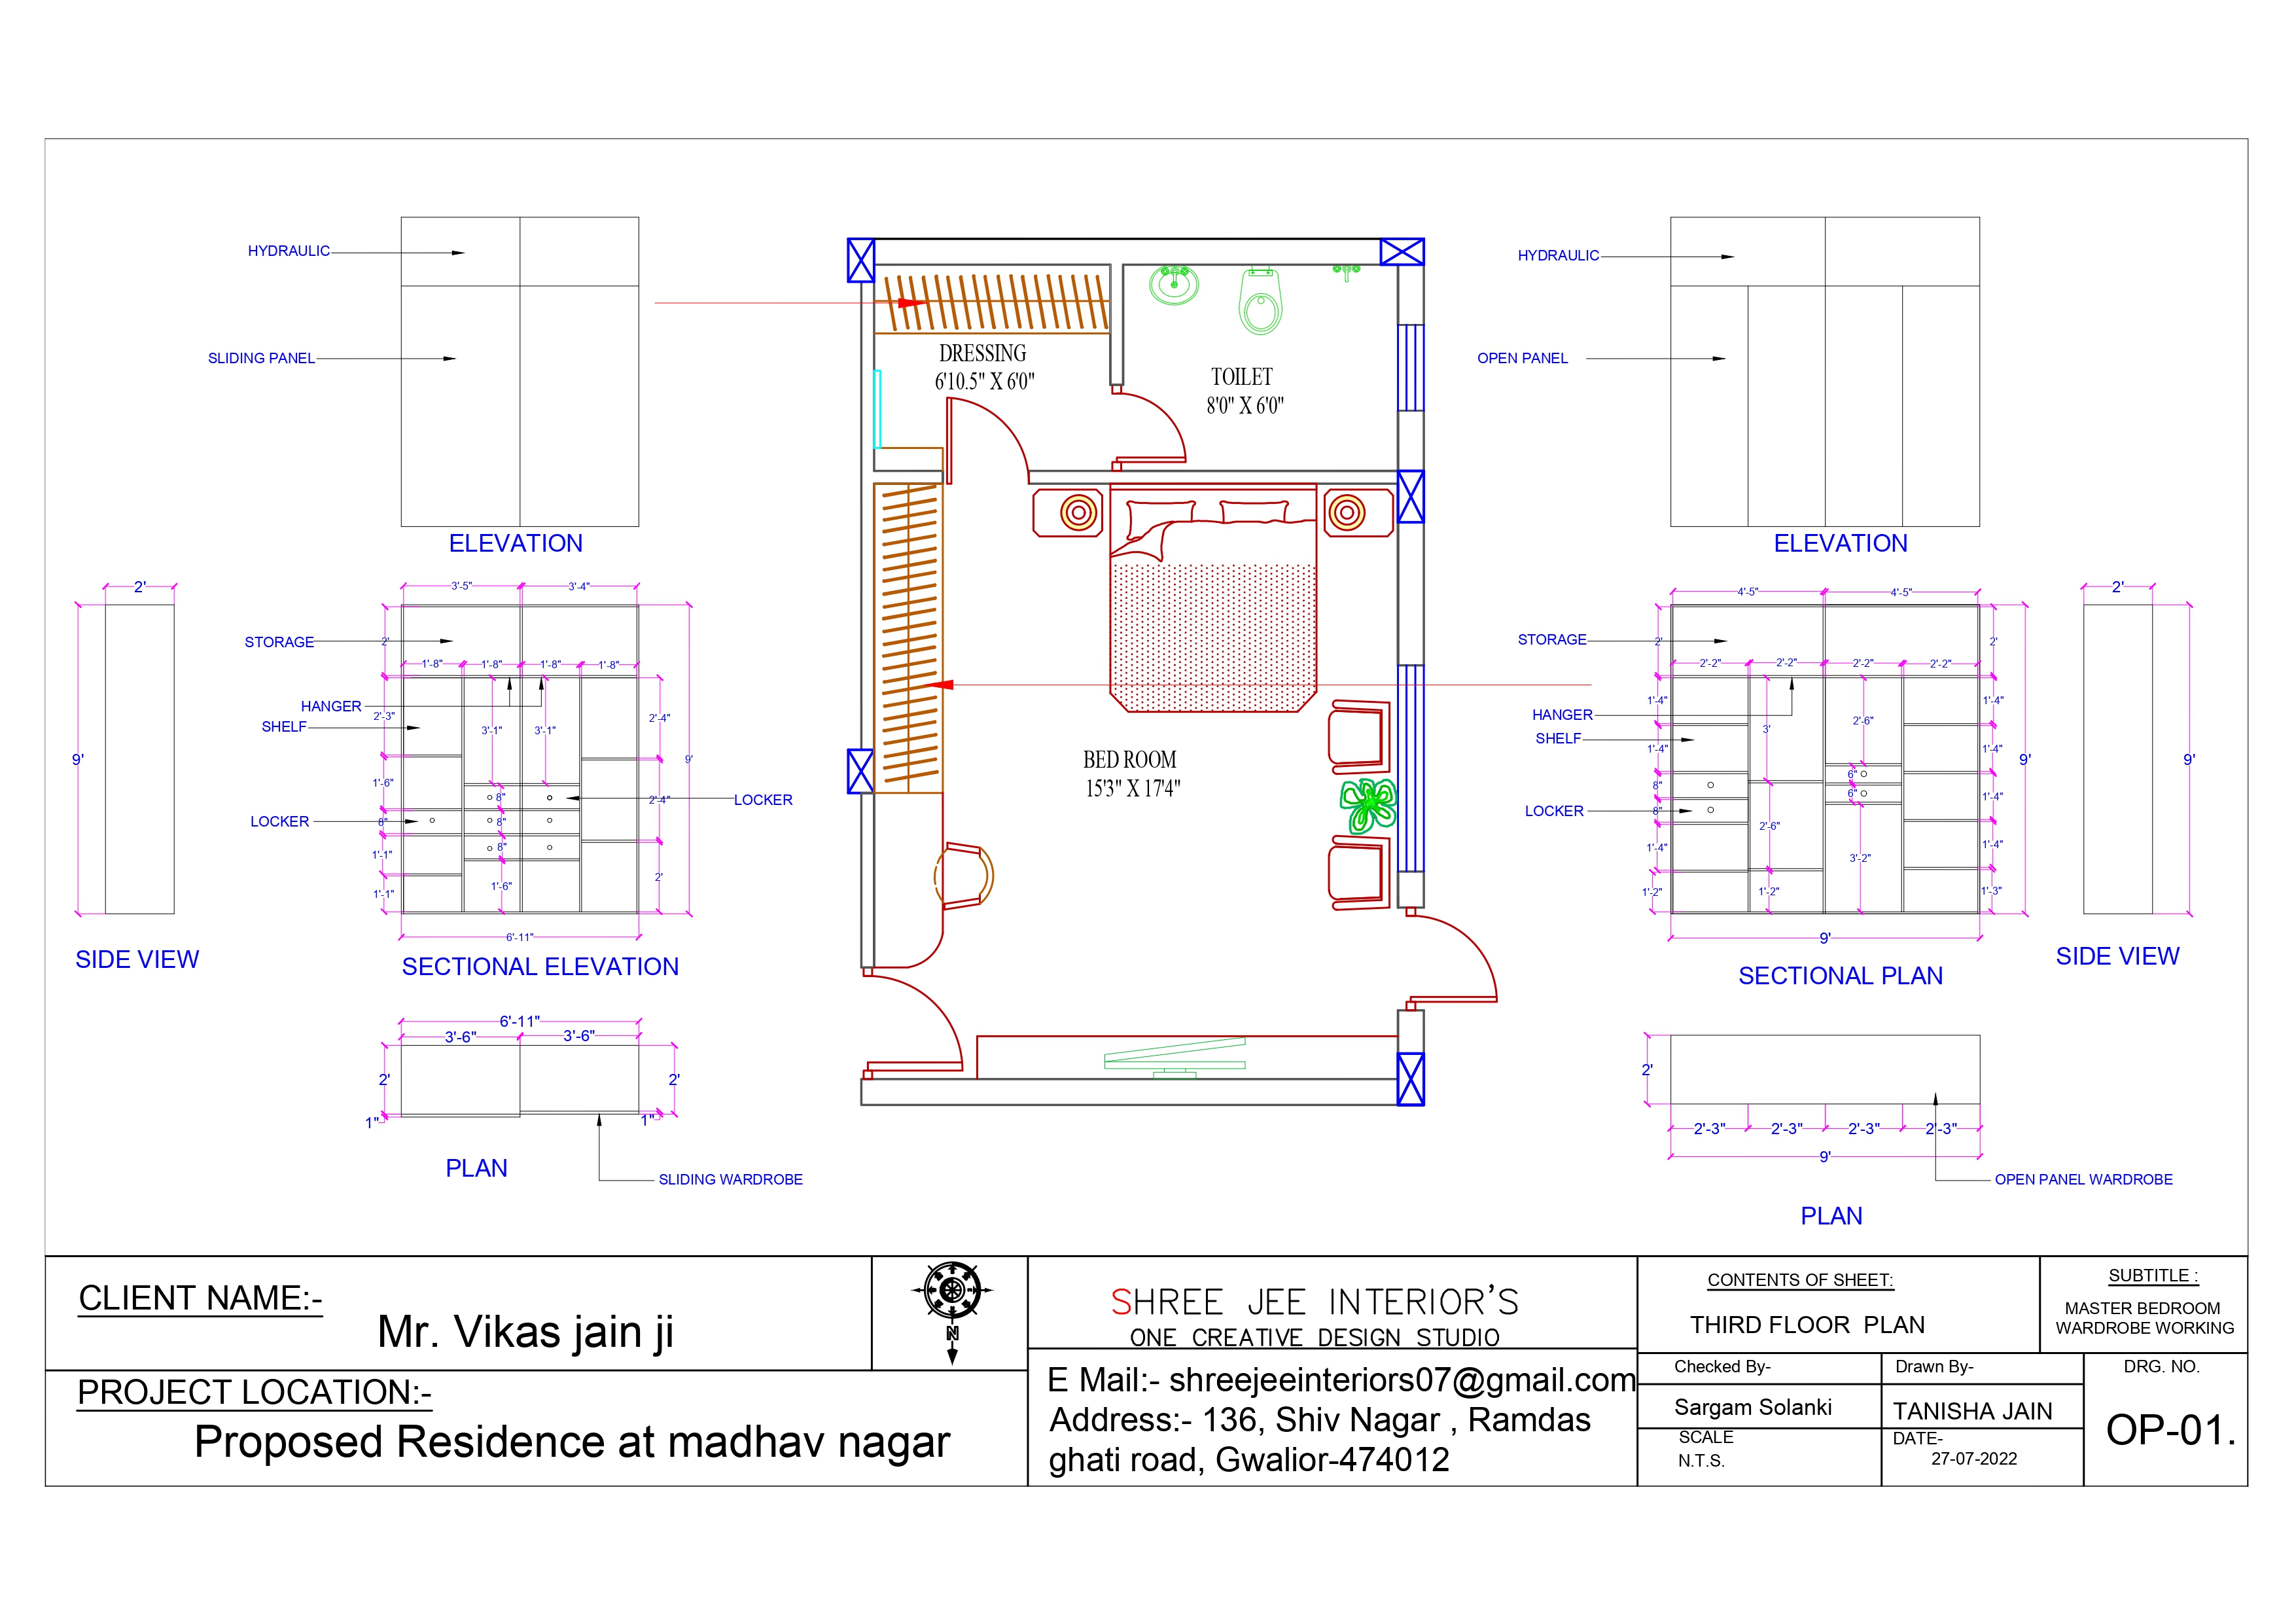 HYDRAULIC
SLIDING PANEL
ELEVATION
2'
9'
SIDE VIEW
3'-5"
3'-4"
STORAGE
2'
1'-8"
1'-8"
1'-8"
1'-8"
HANGER
SHELF
2'-3"
3'-1"
3'-1"
2'-4"
9'
1'-6"
8"
2'-4"
LOCKER
LOCKER
8"
8"
1'-1"
8"
1'-1"
1'-6"
2'
6'-11"
SECTIONAL ELEVATION
6'-11"
3'-6"
3'-6"
2'
2'
1"
1"
PLAN
SLIDING WARDROBE
DRESSING
6'10.5" X 6'0"
TOILET
8'0" X 6'0"
BED ROOM
15'3" X 17'4"
HYDRAULIC
OPEN PANEL
ELEVATION
4'-5"
4'-5"
STORAGE
2'
2'
2'-2"
2'-2"
2'-2"
2'-2"
HANGER
SHELF
LOCKER
1'-4"
1'-4"
8"
8"
1'-4"
1'-2"
3'
2'-6"
1'-2"
2'-6"
6"
6"
3'-2"
1'-4"
1'-4"
1'-4"
1'-4"
1'-3"
9'
9'
SECTIONAL PLAN
2'
9'
SIDE VIEW
2'
2'-3"
2'-3"
2'-3"
2'-3"
9'
OPEN PANEL WARDROBE
PLAN
CLIENT NAME:-
Mr. Vikas jain ji
PROJECT LOCATION:-
Proposed Residence at madhav nagar
N
SHREE JEE INTERIOR'S
ONE CREATIVE DESIGN STUDIO
E Mail:- shreejeeinteriors07@gmail.com
Address:- 136, Shiv Nagar , Ramdas
ghati road, Gwalior-474012
CONTENTS OF SHEET:
THIRD FLOOR PLAN
SUBTITLE :
MASTER BEDROOM
WARDROBE WORKING
Checked By-
Sargam Solanki
Drawn By-
TANISHA JAIN
SCALE
N.T.S.
DATE-
27-07-2022
DRG. NO.
OP-01.